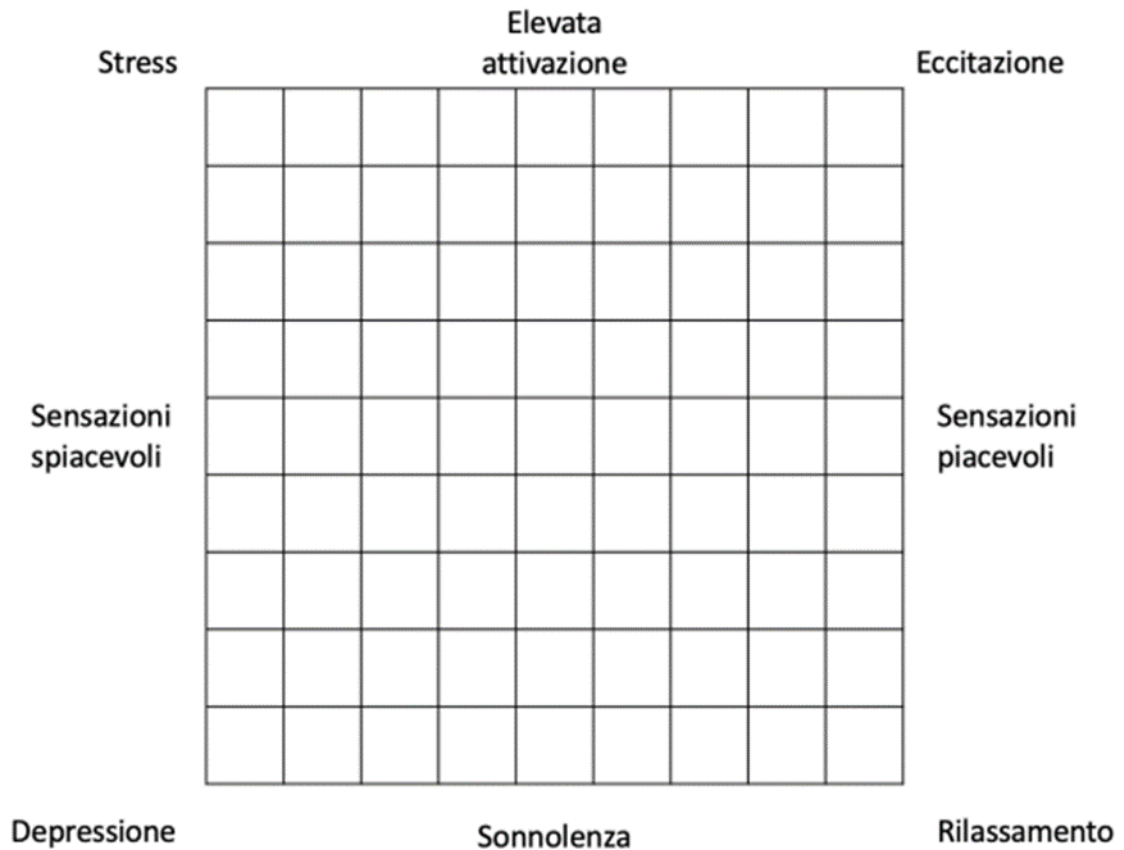 Elevata
attivazione
Stress
Eccitazione
Sensazioni
spiacevoli
Sensazioni
piacevoli
Depressione
Sonnolenza
Rilassamento